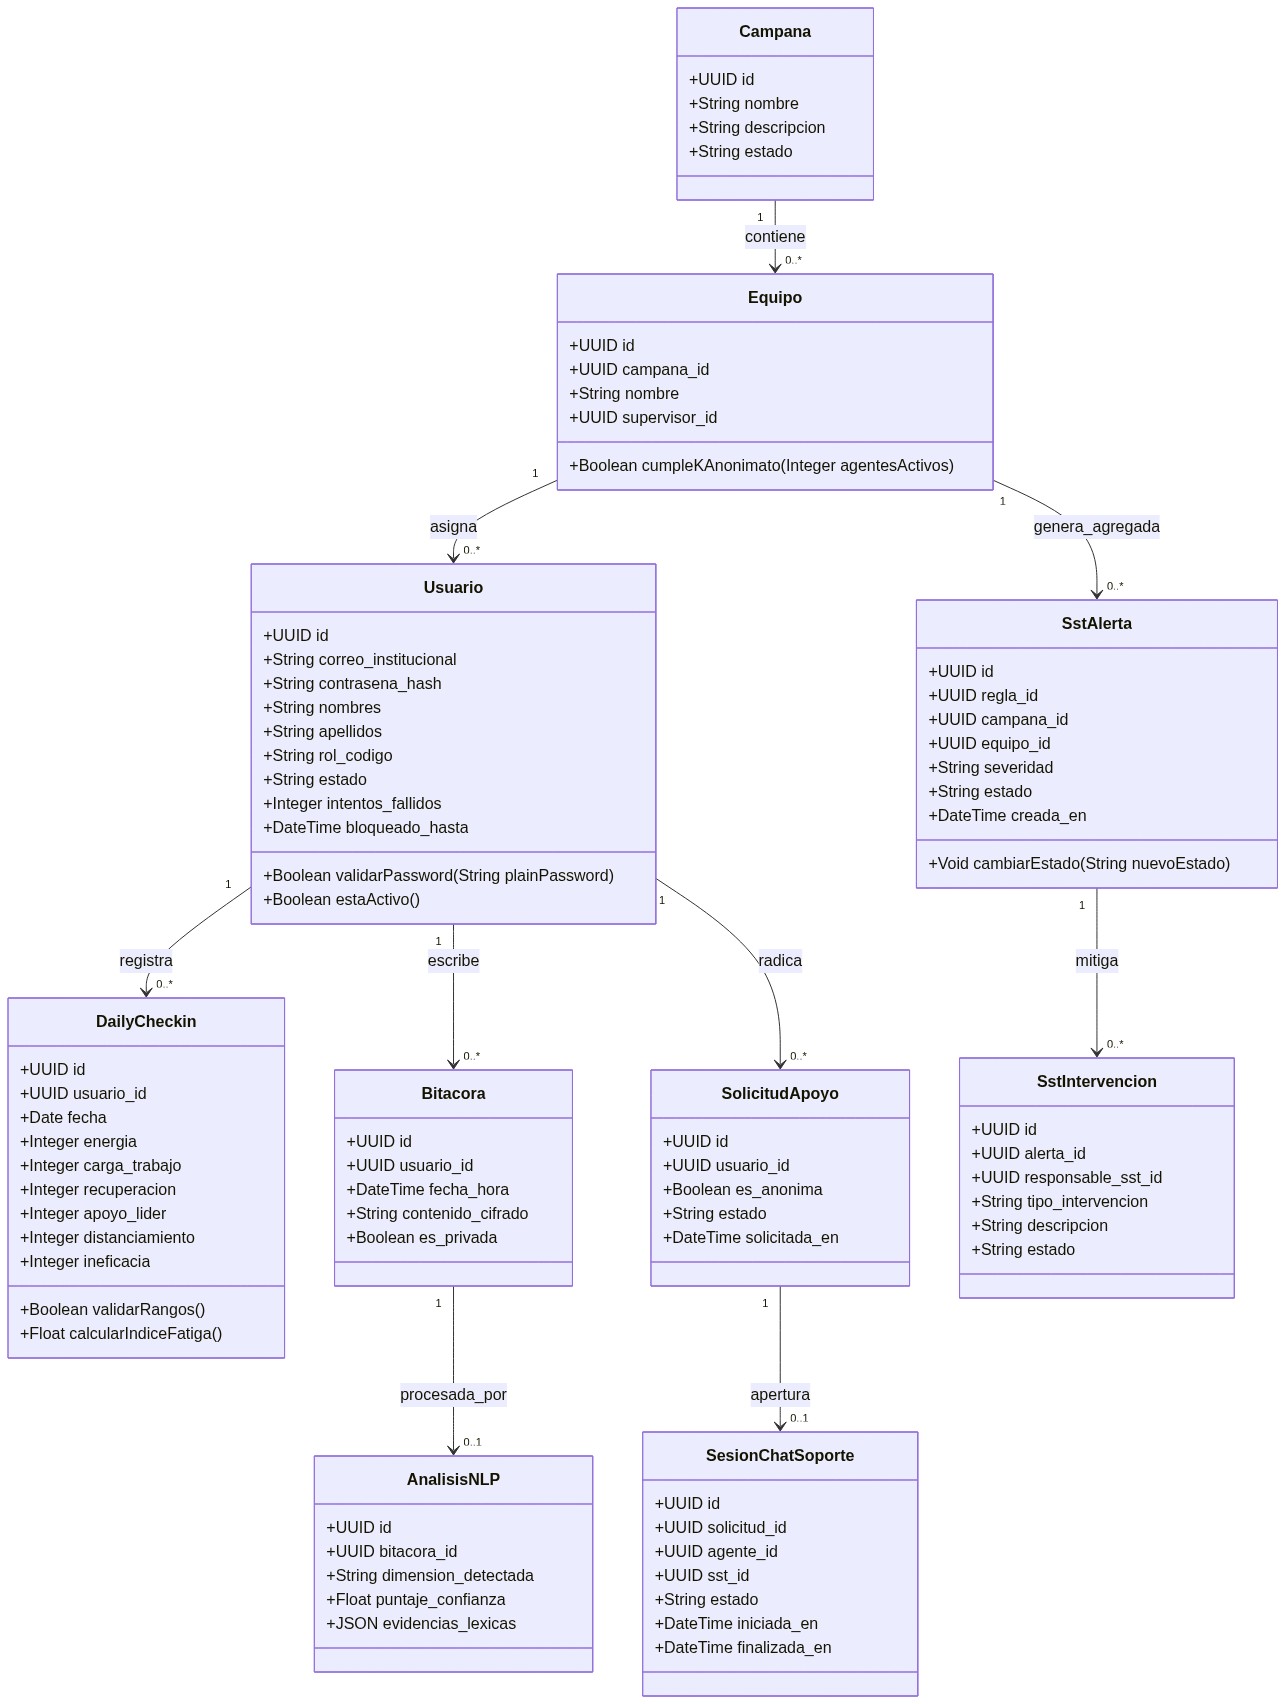 Campana
+UUID id
+String nombre
+String descripcion
+String estado
1
contiene
0..*
Equipo
+UUID id
+UUID campana_id
+String nombre
+UUID supervisor_id
+Boolean cumpleKAnonimato(Integer agentesActivos)
1
asigna
0..*
1
genera_agregada
0..*
Usuario
+UUID id
+String correo_institucional
+String contrasena_hash
+String nombres
+String apellidos
+String rol_codigo
+String estado
+Integer intentos_fallidos
+DateTime bloqueado_hasta
+Boolean validarPassword(String plainPassword)
+Boolean estaActivo()
SstAlerta
+UUID id
+UUID regla_id
+UUID campana_id
+UUID equipo_id
+String severidad
+String estado
+DateTime creada_en
+Void cambiarEstado(String nuevoEstado)
1
registra
0..*
1
escribe
0..*
1
radica
0..*
1
mitiga
0..*
DailyCheckin
+UUID id
+UUID usuario_id
+Date fecha
+Integer energia
+Integer carga_trabajo
+Integer recuperacion
+Integer apoyo_lider
+Integer distanciamiento
+Integer ineficacia
+Boolean validarRangos()
+Float calcularIndiceFatiga()
Bitacora
+UUID id
+UUID usuario_id
+DateTime fecha_hora
+String contenido_cifrado
+Boolean es_privada
SolicitudApoyo
+UUID id
+UUID usuario_id
+Boolean es_anonima
+String estado
+DateTime solicitada_en
SstIntervencion
+UUID id
+UUID alerta_id
+UUID responsable_sst_id
+String tipo_intervencion
+String descripcion
+String estado
1
procesada_por
0..1
1
apertura
0..1
AnalisisNLP
+UUID id
+UUID bitacora_id
+String dimension_detectada
+Float puntaje_confianza
+JSON evidencias_lexicas
SesionChatSoporte
+UUID id
+UUID solicitud_id
+UUID agente_id
+UUID sst_id
+String estado
+DateTime iniciada_en
+DateTime finalizada_en